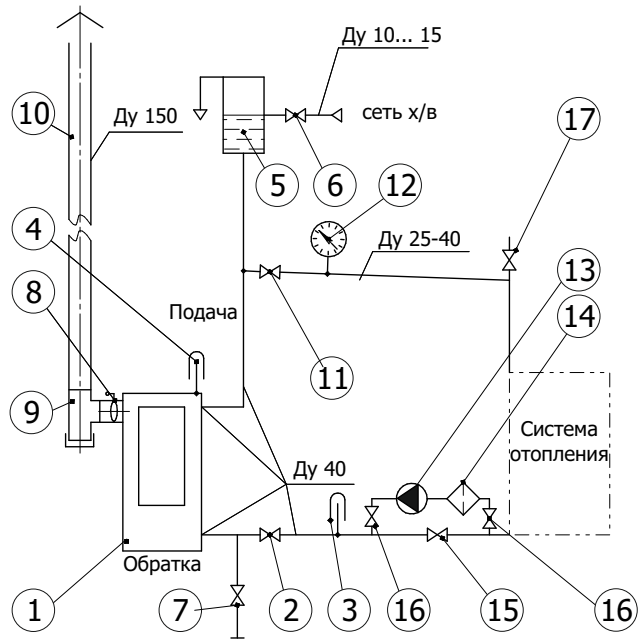 Ду 10... 15
10
Ду 150
сеть х/в
17
5
6
12
4
Ду 25-40
13
8
Подача
14
11
9
Система
отопления
Ду 40
1
Обратка
7
2
3
16
15
16